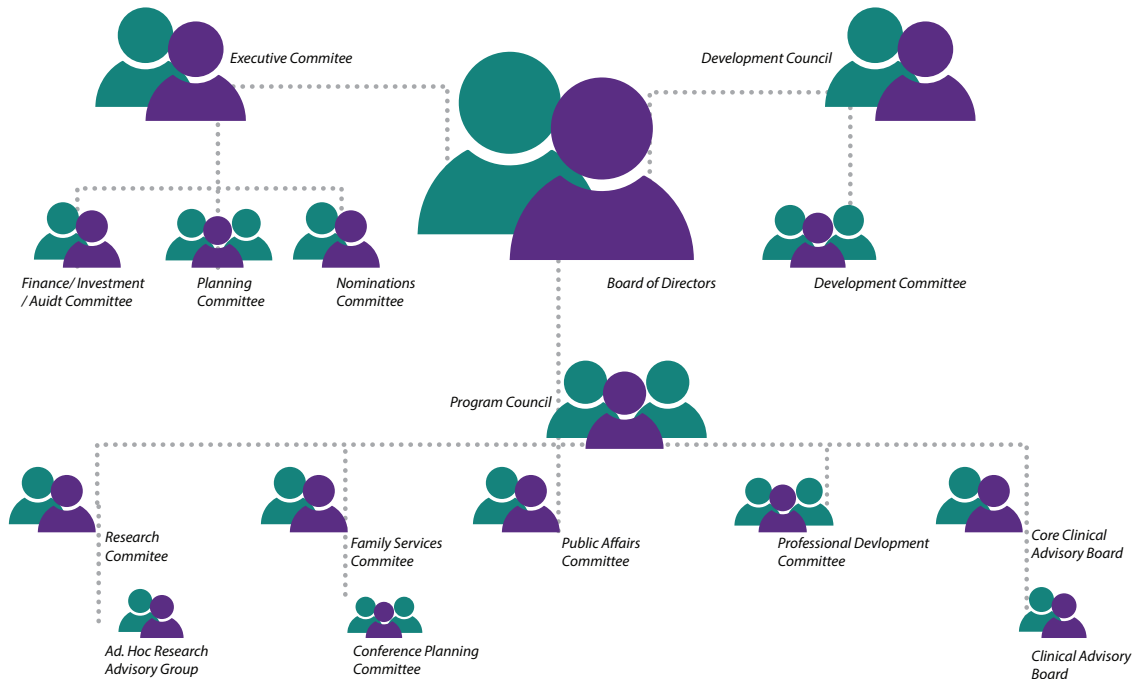 Executive Commitee
Development Council
Finance/ Investment
/ Auidt Committee
Planning
Committee
Nominations
Committee
Board of Directors
Development Committee
Program Council
Research
Commitee
Family Services
Committee
Public Affairs
Committee
Professional Devlopment
Committee
Core Clinical
Advisory Board
Ad. Hoc Research
Advisory Group
Conference Planning
Committee
Clinical Advisory
Board